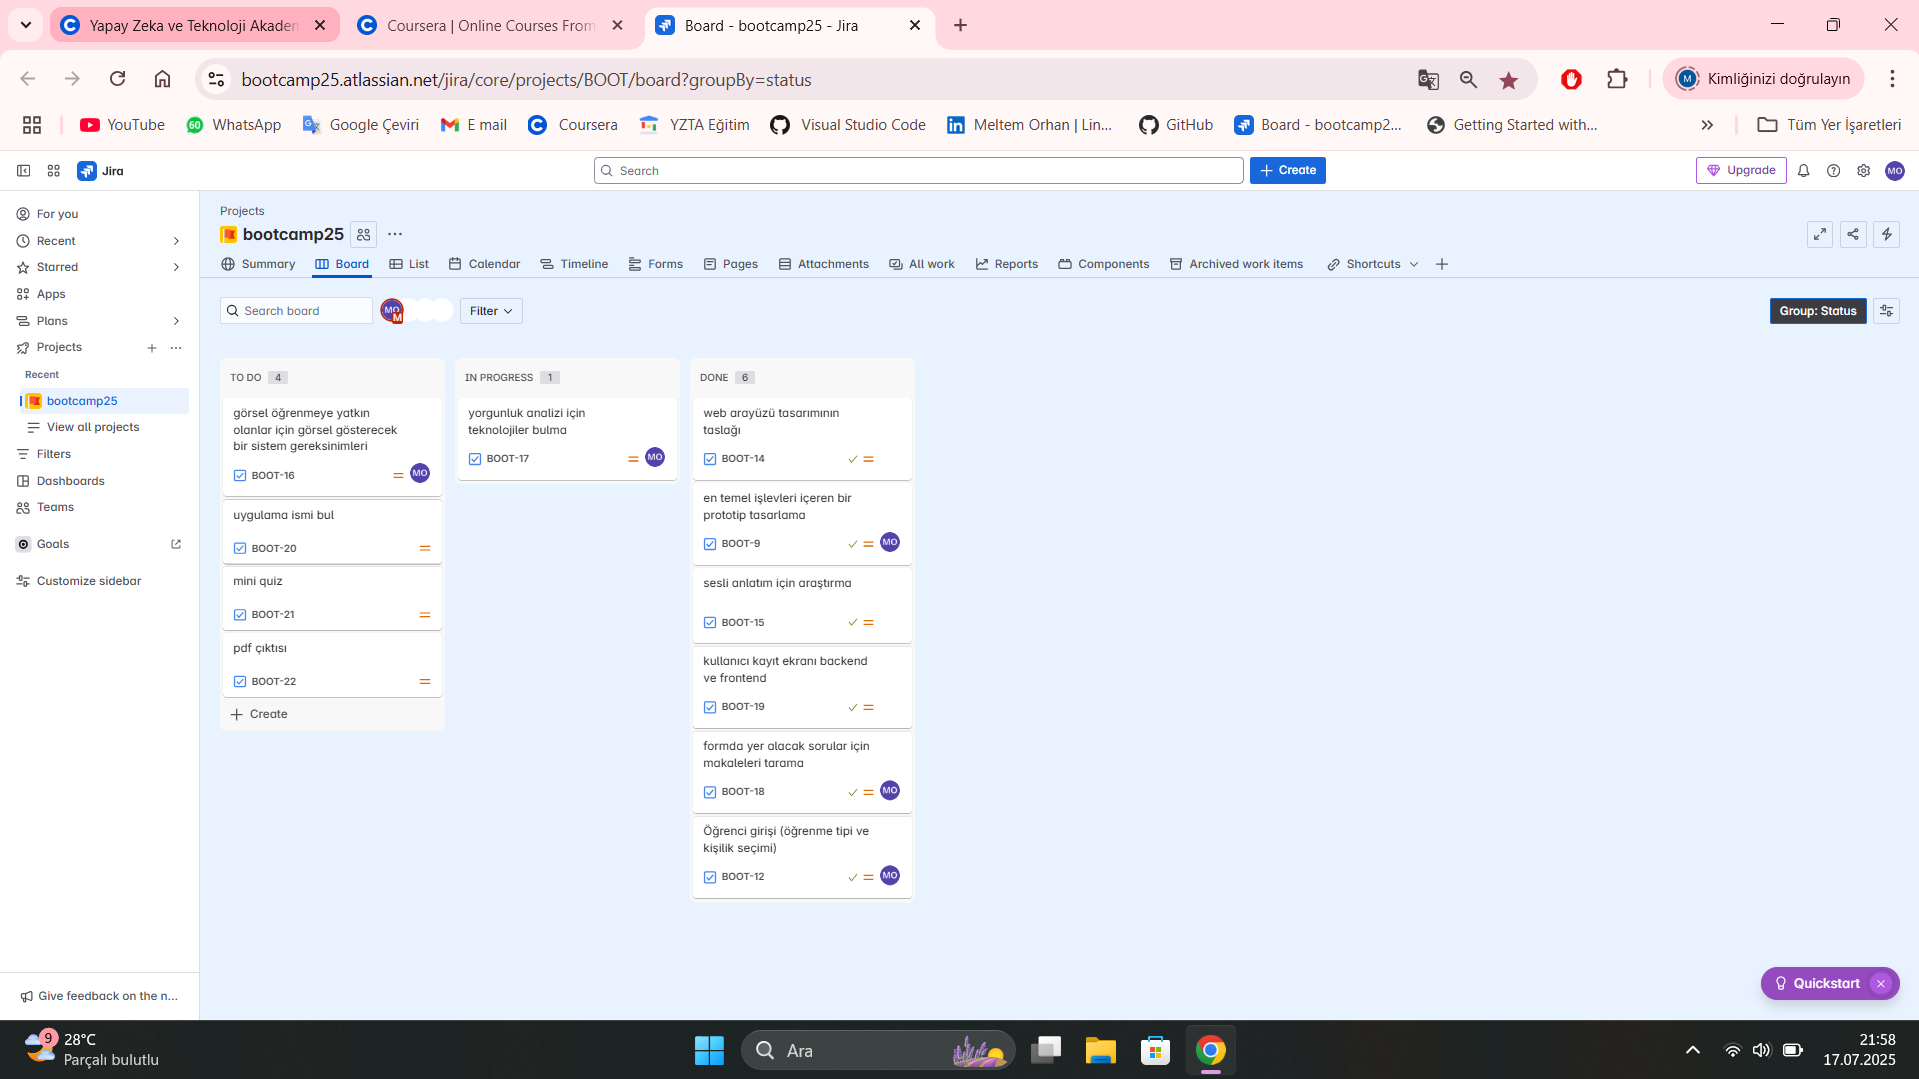 Yapay Zeka ve Teknoloji Akaden
Coursera | Online Courses From
Board - bootcamp25 - Jira
bootcamp25.atlassian.net/jira/core/projects/BOOT/board?groupBy=status
M
Kimliğinizi doğrulayın
YouTube
60
WhatsApp
Google Çeviri
E mail
Coursera
YZTA Eğitim
Visual Studio Code
Meltem Orhan | Lin...
GitHub
Board - bootcamp2...
Getting Started with...
Tüm Yer İşaretleri
Jira
Search
Create
Upgrade
MO
For you
Recent
Starred
Apps
Plans
Projects
Recent
bootcamp25
View all projects
Filters
Dashboards
Teams
Goals
Customize sidebar
Give feedback on the n...
Projects
bootcamp25
Summary
Board
List
Calendar
Timeline
Forms
Pages
Attachments
All work
Reports
Components
Archived work items
Shortcuts
Search board
MO
M
Filter
Group: Status
TO DO 4
görsel öğrenmeye yatkın
olanlar için görsel gösterecek
bir sistem gereksinimleri
BOOT-16
MO
uygulama ismi bul
BOOT-20
mini quiz
BOOT-21
pdf çıktısı
BOOT-22
Create
IN PROGRESS 1
yorgunluk analizi için
teknolojiler bulma
BOOT-17
MO
DONE 6
web arayüzü tasarımının
taslağı
BOOT-14
en temel işlevleri içeren bir
prototip tasarlama
BOOT-9
MO
sesli anlatım için araştırma
BOOT-15
kullanıcı kayıt ekranı backend
ve frontend
BOOT-19
formda yer alacak sorular için
makaleleri tarama
BOOT-18
MO
Öğrenci girişi (öğrenme tipi ve
kişilik seçimi)
BOOT-12
MO
Quickstart
9
28°C
Parçalı bulutlu
Ara
21:58
17.07.2025